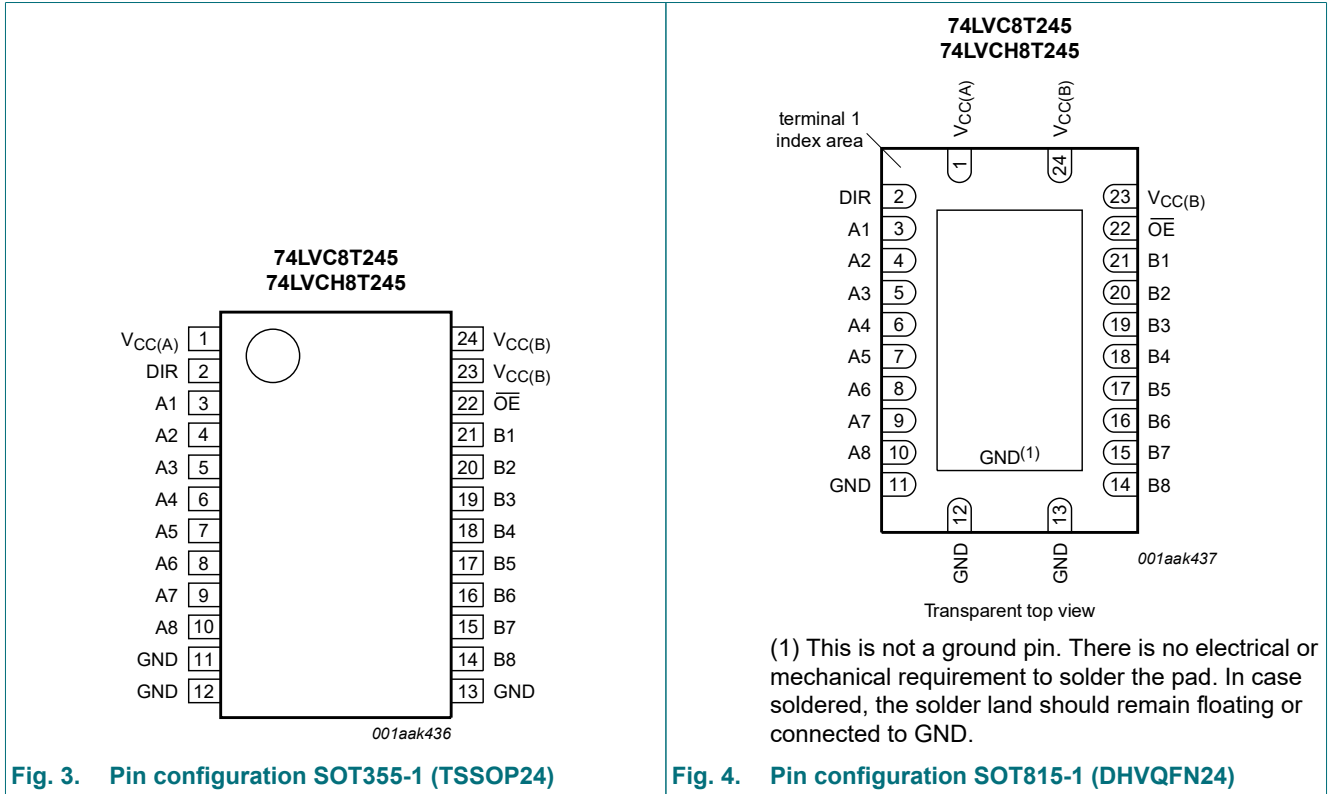 74LVC8T245
74LVCH8T245
VCC(A) 1
DIR 2
A1 3
A2 4
A3 5
A4 6
A5 7
A6 8
A7 9
A8 10
GND 11
GND 12
24 VCC(B)
23 VCC(B)
22 OE
21 B1
20 B2
19 B3
18 B4
17 B5
16 B6
15 B7
14 B8
13 GND
001aak436
Fig. 3. Pin configuration SOT355-1 (TSSOP24)
74LVC8T245
74LVCH8T245
terminal 1
index area
VCC(A)
VCC(B)
1
24
DIR 2
A1 3
A2 4
A3 5
A4 6
A5 7
A6 8
A7 9
A8 10
GND 11
23 VCC(B)
22 OE
21 B1
20 B2
19 B3
18 B4
17 B5
16 B6
15 B7
14 B8
GND(1)
12
13
GND
GND
001aak437
Transparent top view
(1) This is not a ground pin. There is no electrical or
mechanical requirement to solder the pad. In case
soldered, the solder land should remain floating or
connected to GND.
Fig. 4. Pin configuration SOT815-1 (DHVQFN24)